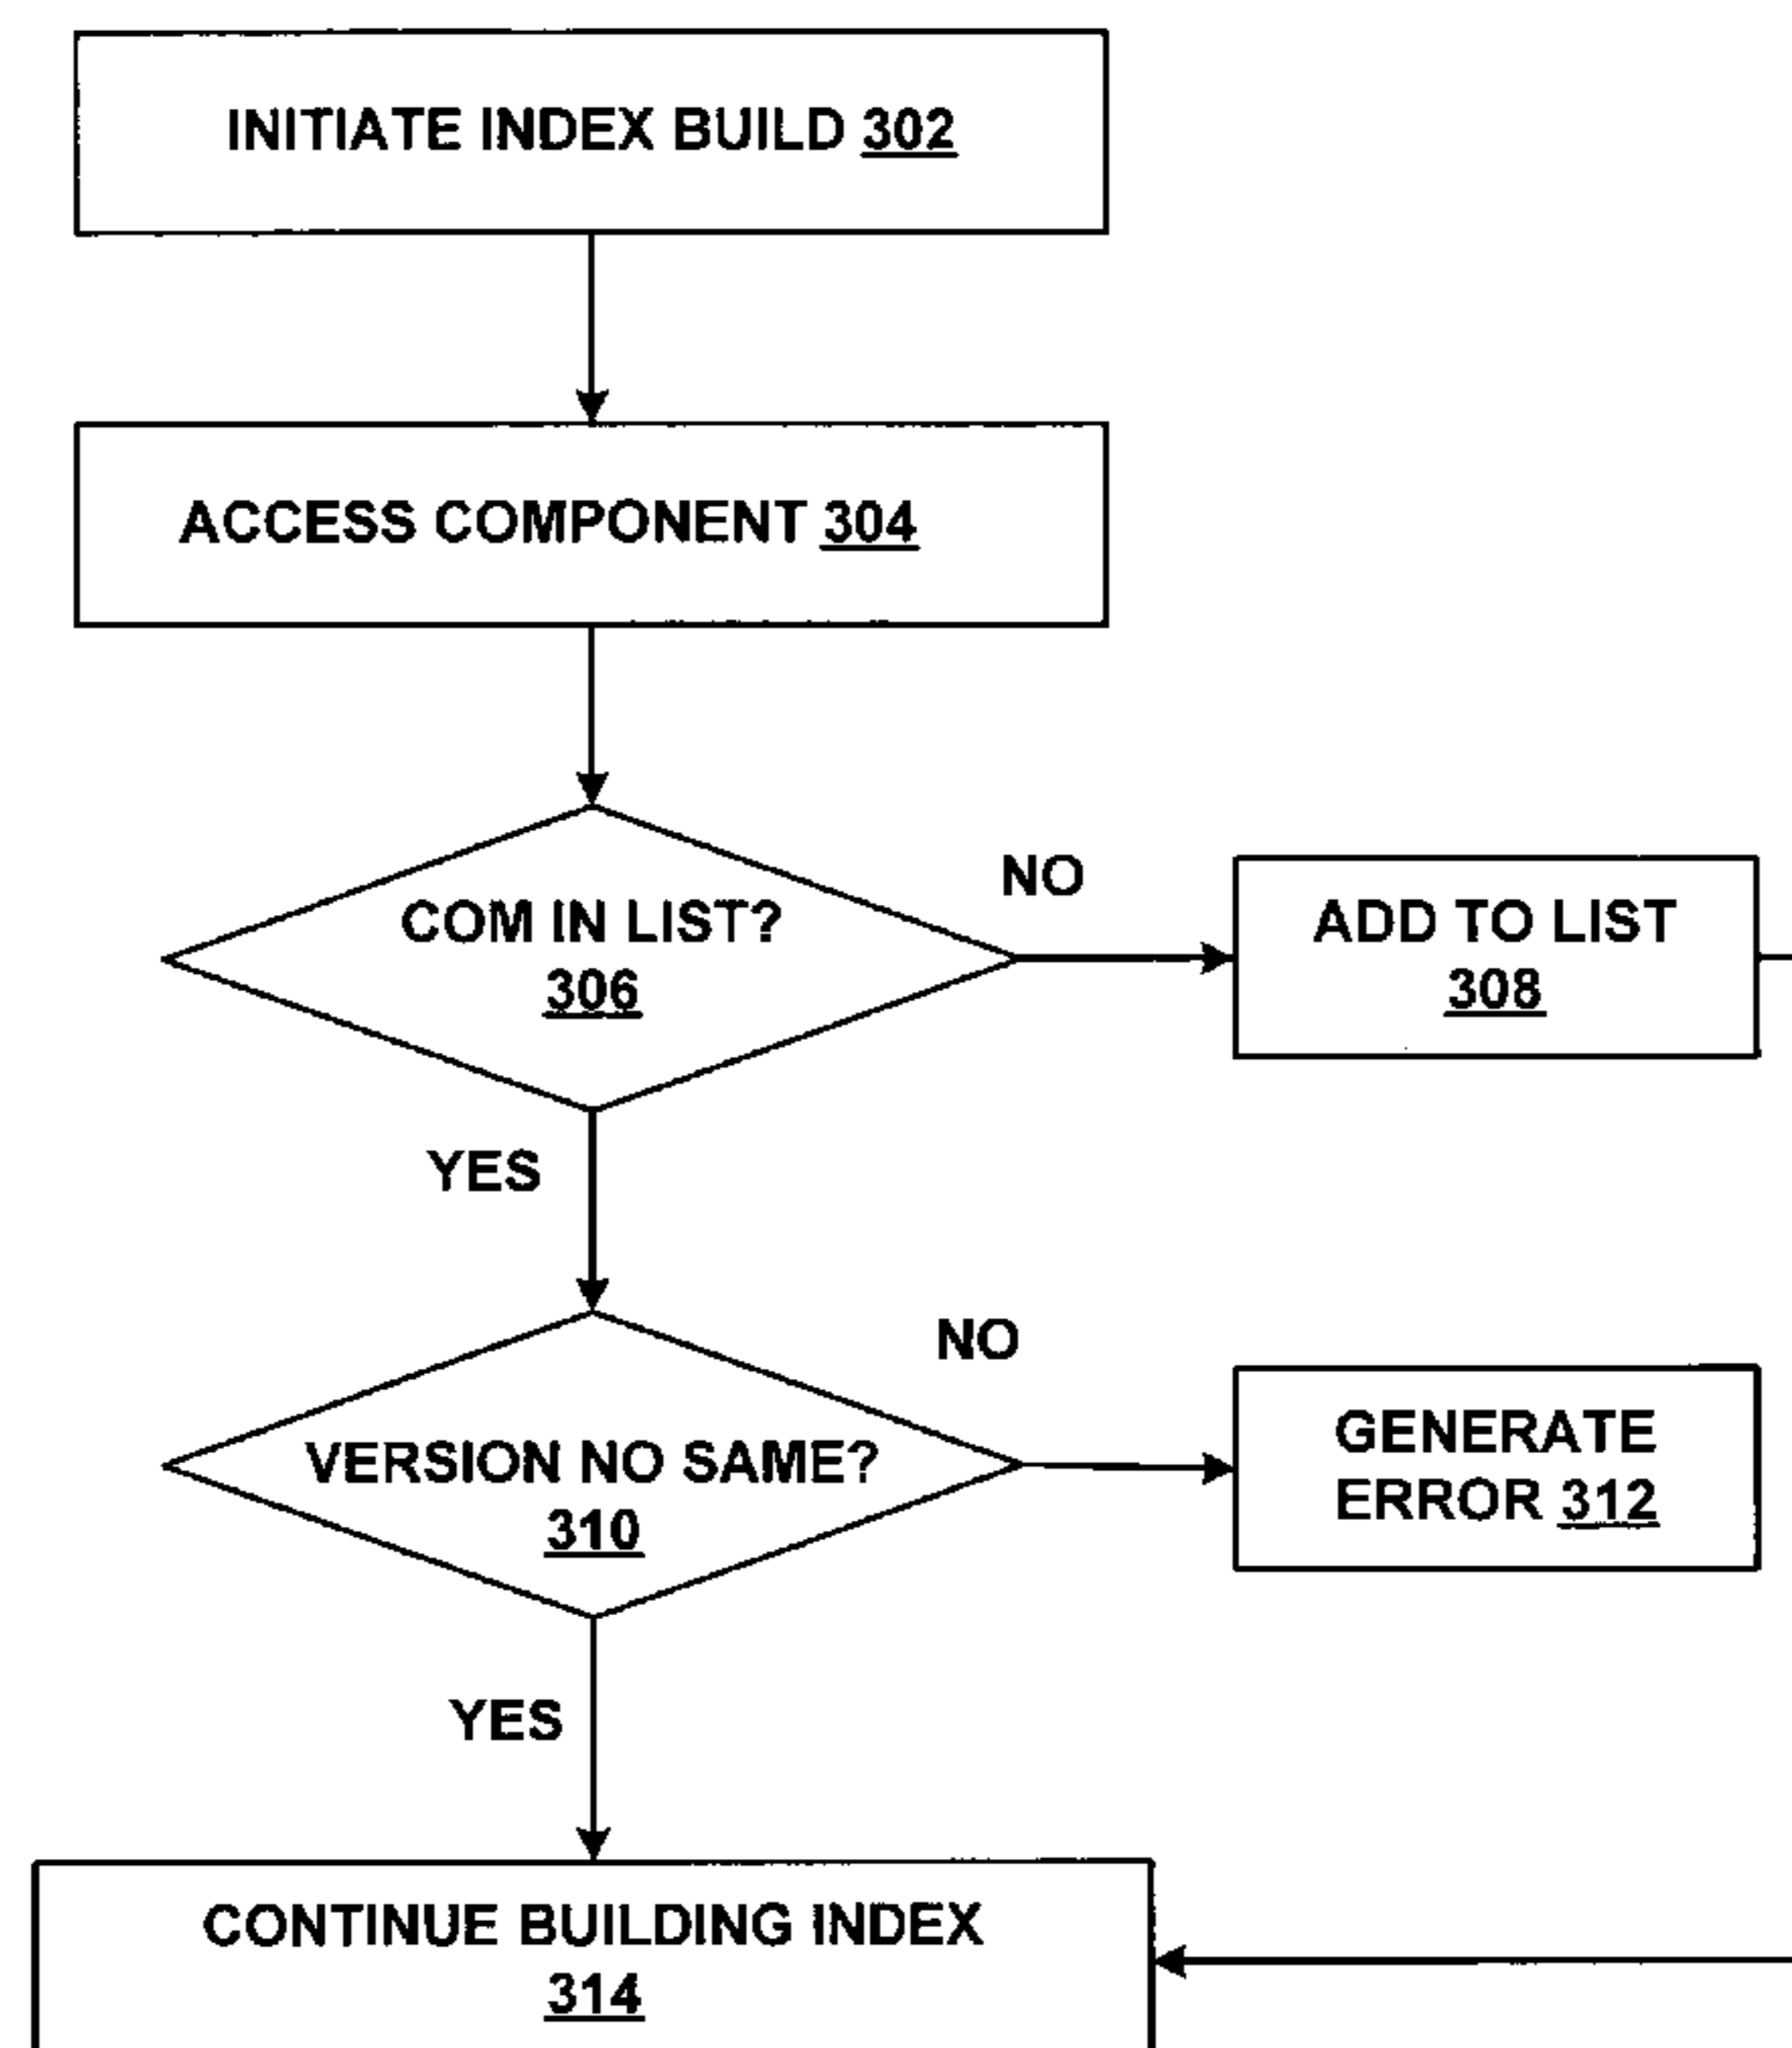 INITIATE INDEX BUILD 302
ACCESS COMPONENT 304
COM IN LIST?
306
NO
ADD TO LIST
308
YES
VERSION NO SAME?
310
NO
GENERATE
ERROR 312
YES
CONTINUE BUILDING INDEX
314